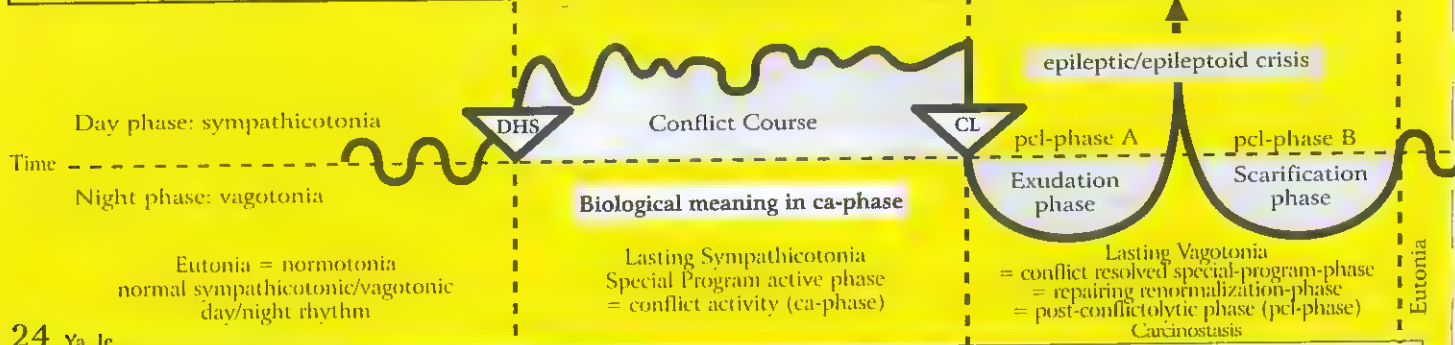 epileptic/epileptoid crisis
Day phase: sympathicotonia
DHS
Conflict Course
CL
pcl-phase A
pcl-phase B
Time
Night phase: vagotonia
Biological meaning in ca-phase
Exudation
phase
Scarification
phase
Eutonia = normotonia
normal sympathicotonic/vagotonic
day/night rhythm
Lasting Sympathicotonia
Special Program active phase
= conflict activity (ca-phase)
Lasting Vagotonia
= conflict resolved special-program-phase
= repairing renormalization-phase
= post-conflictolytic phase (pcl-phase)
Carcinostasis
Eutonia
24